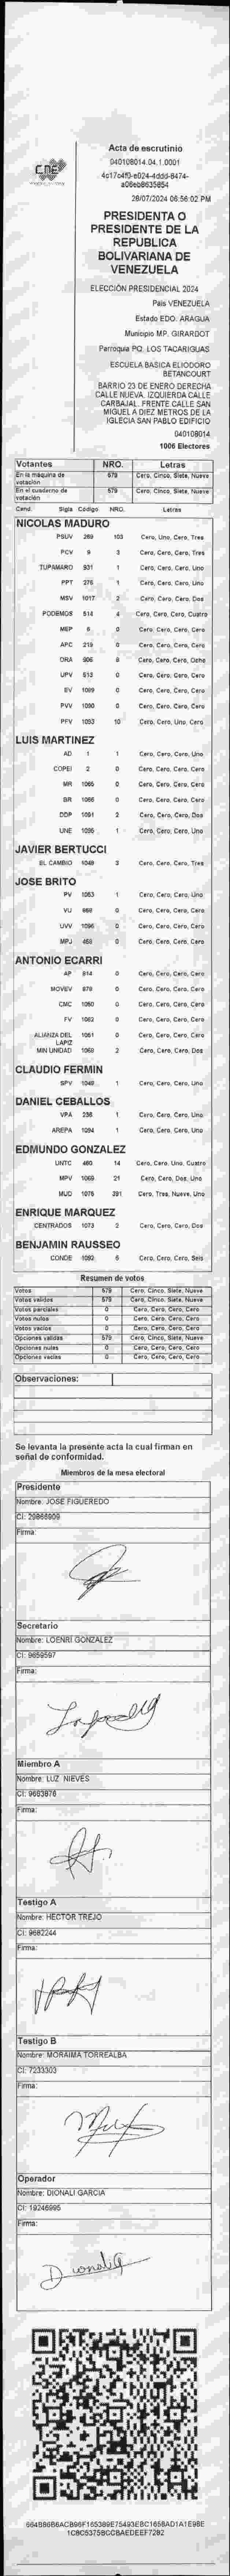 CNE
Acta de escrutinio
040108014.04.1.0001
28/07/2024 06:56:02 PM
PRESIDENTA O
PRESIDENTE DE LA
REPUBLICA
BOLIVARIANA DE
VENEZUELA
ELECCIÓN PRESIDENCIAL 2024
País VENEZUELA
Estado EDO. ARAGUA
Municipio MP. GIRARDOT
Parroquia PQ. LOS TACARIGUAS
ESCUELA BASICA ELIODORO
BETANCOURT
BARRIO 23 DE ENERO DERECHA
CALLE NUEVA. IZQUIERDA CALLE
CARBAJAL. FRENTE CALLE SAN
MIGUEL A DIEZ METROS DE LA
IGLECIA SAN PABLO EDIFICIO
040108014
1006 Electores
Votantes NRO. Letras
En la máquina de votación 579 Cero, Cinco, Siete, Nueve
En el cuaderno de votación 579 Cero, Cinco, Siete, Nueve
Cand. Sigla Código NRO. Letras
NICOLAS MADURO
PSUV 269 103 Cero, Uno, Cero, Tres
PCV 9 3 Cero, Cero, Cero, Tres
TUPAMARO 931 1 Cero, Cero, Cero, Uno
PPT 276 1 Cero, Cero, Cero, Uno
MSV 1017 2 Cero, Cero, Cero, Dos
PODEMOS 514 4 Cero, Cero, Cero, Cuatro
MEP 8 0 Cero, Cero, Cero, Cero
APC 219 0 Cero, Cero, Cero, Cero
ORA 906 8 Cero, Cero, Cero, Ocho
UPV 513 0 Cero, Cero, Cero, Cero
EV 1089 0 Cero, Cero, Cero, Cero
PVV 1090 0 Cero, Cero, Cero, Cero
PFV 1093 10 Cero, Cero, Uno, Cero
LUIS MARTINEZ
AD 1 1 Cero, Cero, Cero, Uno
COPEI 2 0 Cero, Cero, Cero, Cero
MR 1065 0 Cero, Cero, Cero, Cero
BR 1066 0 Cero, Cero, Cero, Cero
DDP 1091 2 Cero, Cero, Cero, Dos
UNE 1095 1 Cero, Cero, Cero, Uno
JAVIER BERTUCCI
EL CAMBIO 1049 3 Cero, Cero, Cero, Tres
JOSE BRITO
PV 1053 1 Cero, Cero, Cero, Uno
VU 868 0 Cero, Cero, Cero, Cero
UVV 1096 0 Cero, Cero, Cero, Cero
MPJ 468 0 Cero, Cero, Cero, Cero
ANTONIO ECARRI
AP 814 0 Cero, Cero, Cero, Cero
MOVEV 879 0 Cero, Cero, Cero, Cero
CMC 1050 0 Cero, Cero, Cero, Cero
FV 1082 0 Cero, Cero, Cero, Cero
ALIANZA DEL LAPIZ 1051 0 Cero, Cero, Cero, Cero
MIN UNIDAD 1069 2 Cero, Cero, Cero, Dos
CLAUDIO FERMIN
SPV 1048 1 Cero, Cero, Cero, Uno
DANIEL CEBALLOS
VPA 236 1 Cero, Cero, Cero, Uno
AREPA 1094 1 Cero, Cero, Cero, Uno
EDMUNDO GONZALEZ
UNTC 460 14 Cero, Cero, Uno, Cuatro
MPV 1068 21 Cero, Cero, Dos, Uno
MUD 1076 391 Cero, Tres, Nueve, Uno
ENRIQUE MARQUEZ
CENTRADOS 1073 2 Cero, Cero, Cero, Dos
BENJAMIN RAUSSEO
CONDE 1092 6 Cero, Cero, Cero, Seis
Resumen de votos
Votos 579 Cero, Cinco, Siete, Nueve
Votos válidos 579 Cero, Cinco, Siete, Nueve
Votos parciales 0 Cero, Cero, Cero, Cero
Votos nulos 0 Cero, Cero, Cero, Cero
Votos vacíos 0 Cero, Cero, Cero, Cero
Opciones válidas 579 Cero, Cinco, Siete, Nueve
Opciones nulas 0 Cero, Cero, Cero, Cero
Opciones vacías 0 Cero, Cero, Cero, Cero
Observaciones:
Se levanta la presente acta la cual firman en
señal de conformidad.
Miembros de la mesa electoral
Presidente
Nombre: JOSE FIGUEREDO
CI: 20866909
Firma:
Secretario
Nombre: LOENRI GONZALEZ
CI: 9659597
Firma:
Miembro A
Nombre: LUZ NIEVES
CI: 9693876
Firma:
Testigo A
Nombre: HECTOR TREJO
CI: 9682244
Firma:
Testigo B
Nombre: MORAIMA TORREALBA
CI: 7233303
Firma:
Operador
Nombre: DIONALI GARCIA
CI: 19246995
Firma: